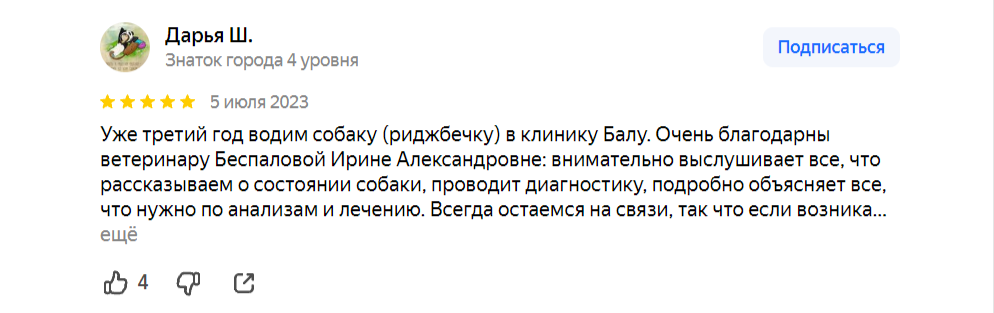 Дарья Ш.
Знаток города 4 уровня
Подписаться
5 июля 2023
Уже третий год водим собаку (риджбечку) в клинику Балу. Очень благодарны
ветеринару Беспаловой Ирине Александровне: внимательно выслушивает все, что
рассказываем о состоянии собаки, проводит диагностику, подробно объясняет все,
что нужно по анализам и лечению. Всегда остаемся на связи, так что если возника...
ещё
4